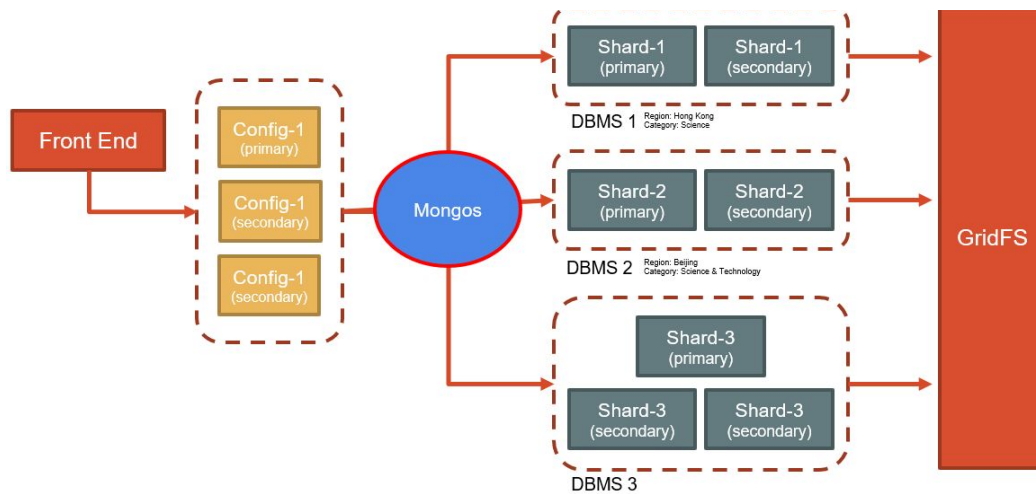 Front End
Config-1
(primary)
Config-1
(secondary)
Config-1
(secondary)
Mongos
Shard-1
(primary)
Shard-1
(secondary)
DBMS 1
Region: Hong Kong
Category: Science
Shard-2
(primary)
Shard-2
(secondary)
DBMS 2
Region: Beijing
Category: Science & Technology
Shard-3
(primary)
Shard-3
(secondary)
Shard-3
(secondary)
DBMS 3
GridFS